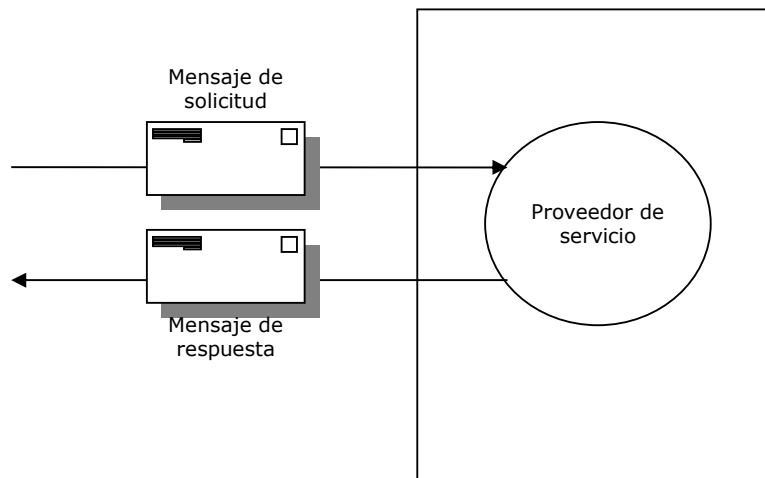 Mensaje de
solicitud
Proveedor de
servicio
Mensaje de
respuesta